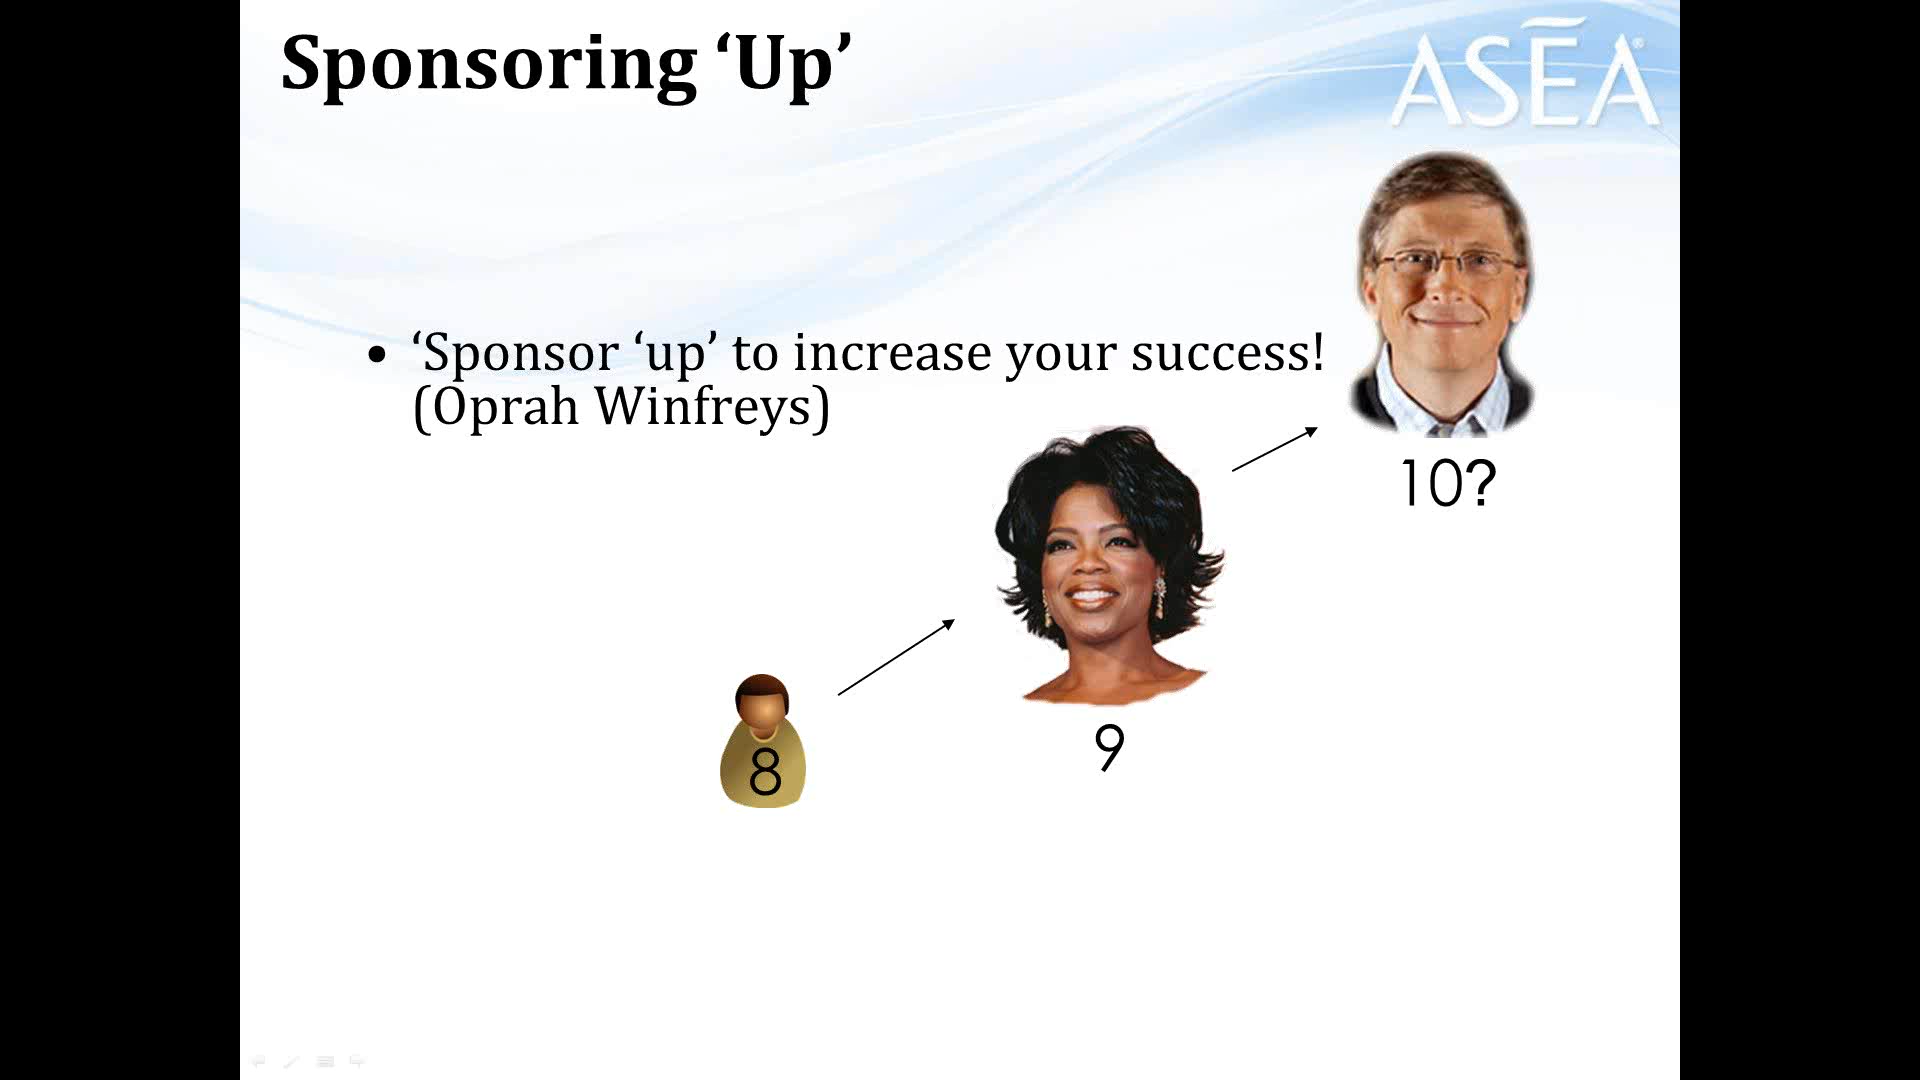 Sponsoring ‘Up’
ASEA®
• ‘Sponsor ‘up’ to increase your success!
(Oprah Winfreys)
10?
9
8